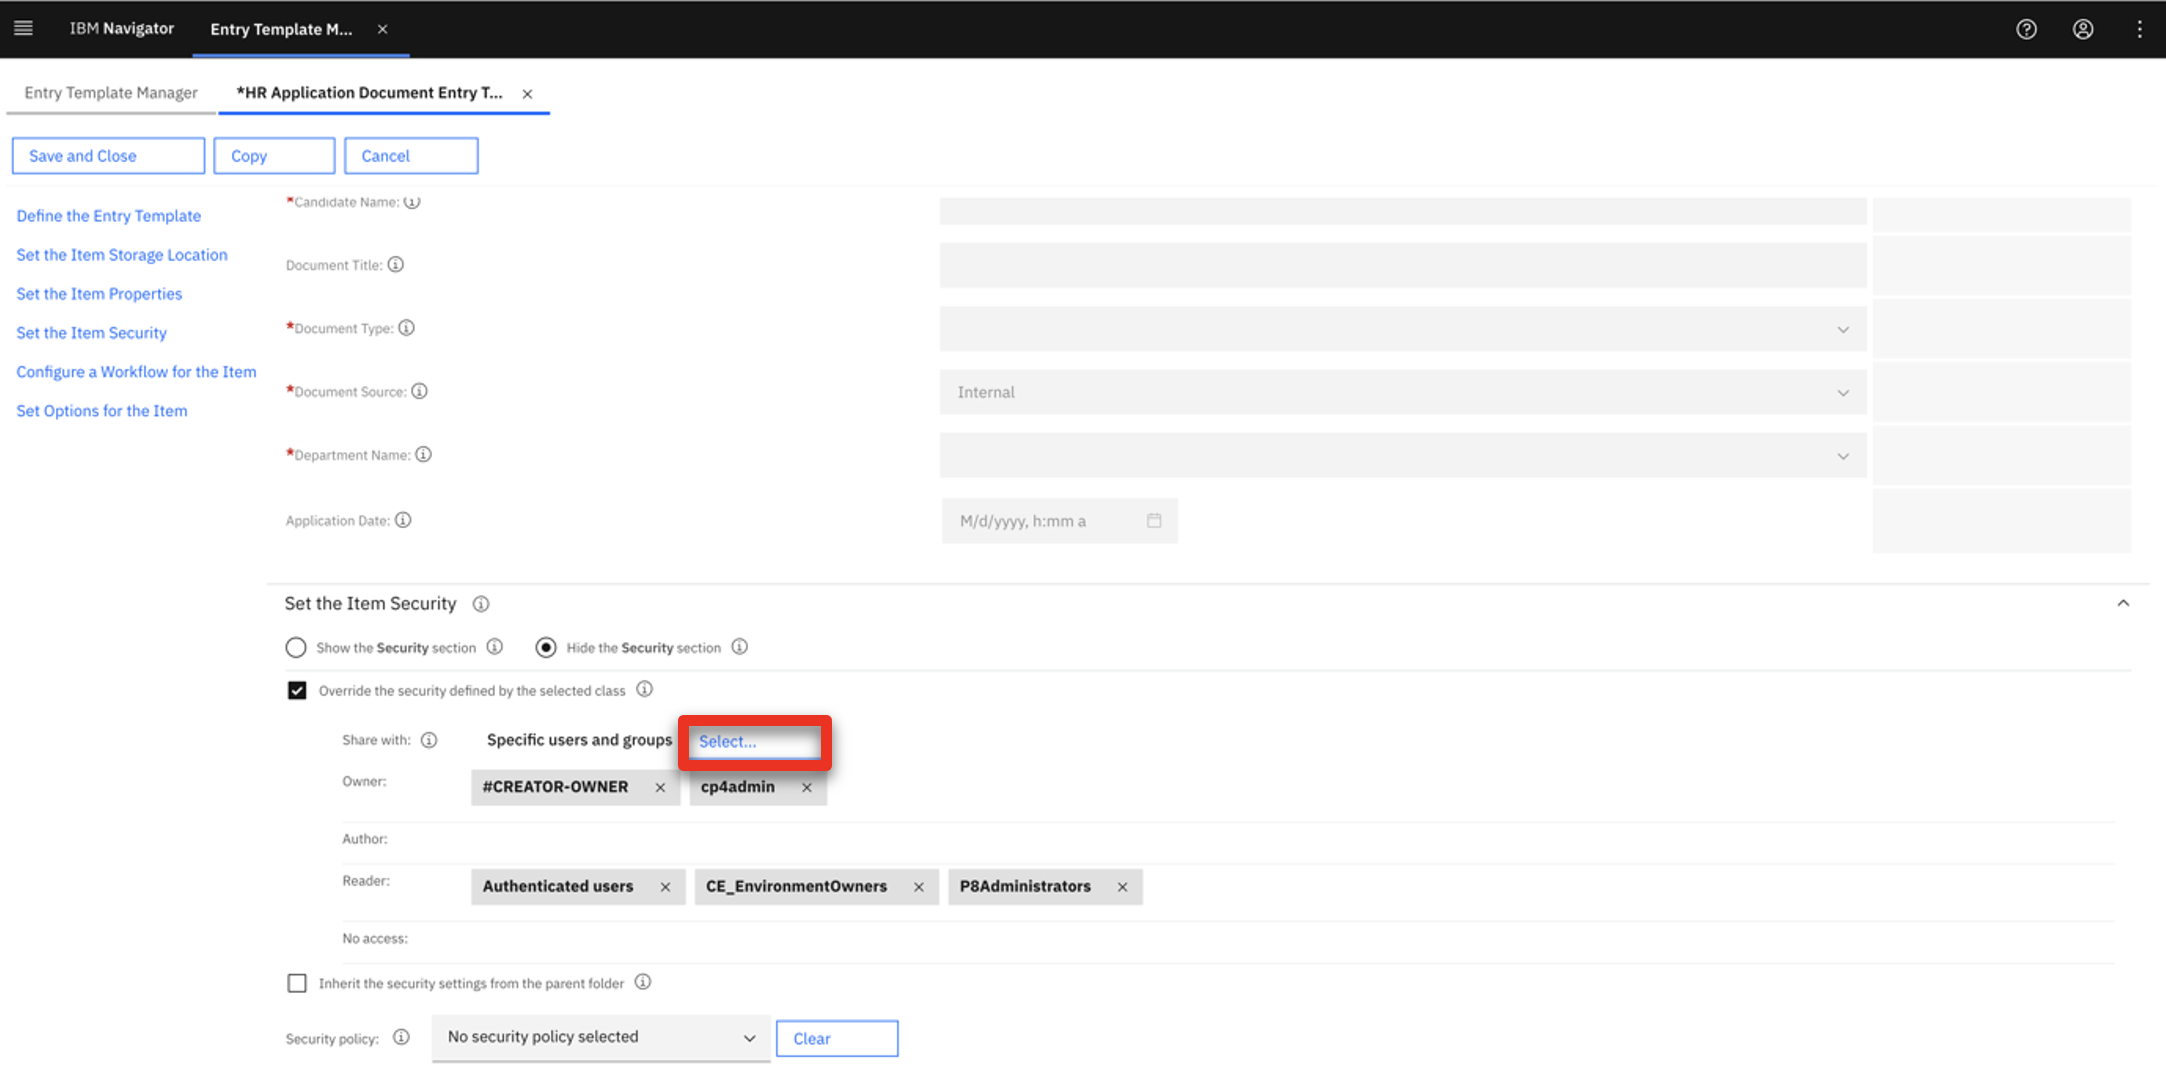 IBM Navigator
Entry Template M...
Entry Template Manager
*HR Application Document Entry T...
Save and Close
Copy
Cancel
Define the Entry Template
Set the Item Storage Location
Set the Item Properties
Set the Item Security
Configure a Workflow for the Item
Set Options for the Item
*Candidate Name:
Document Title:
*Document Type:
*Document Source:
Internal
*Department Name:
Application Date:
M/d/yyyy, h:mm a
Set the Item Security
Show the Security section
Hide the Security section
Override the security defined by the selected class
Share with:
Specific users and groups
Select...
Owner:
#CREATOR-OWNER
cp4admin
Author:
Reader:
Authenticated users
CE_EnvironmentOwners
P8Administrators
No access:
Inherit the security settings from the parent folder
Security policy:
No security policy selected
Clear